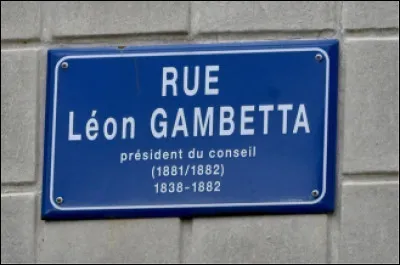 RUE
Léon GAMBETTA
président du conseil
(1881/1882)
1838-1882